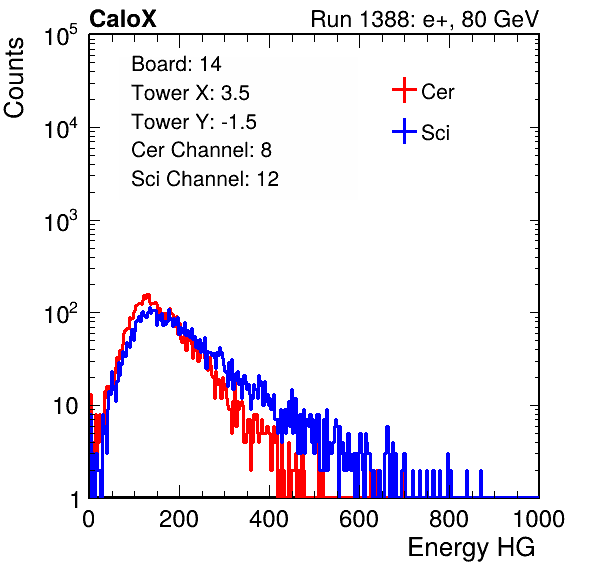 CaloX Run 1388: e+, 80 GeV
Counts
10^5
10^4
10^3
10^2
10
1
Board: 14
Tower X: 3.5
Tower Y: -1.5
Cer Channel: 8
Sci Channel: 12
Cer
Sci
0 200 400 600 800 1000
Energy HG